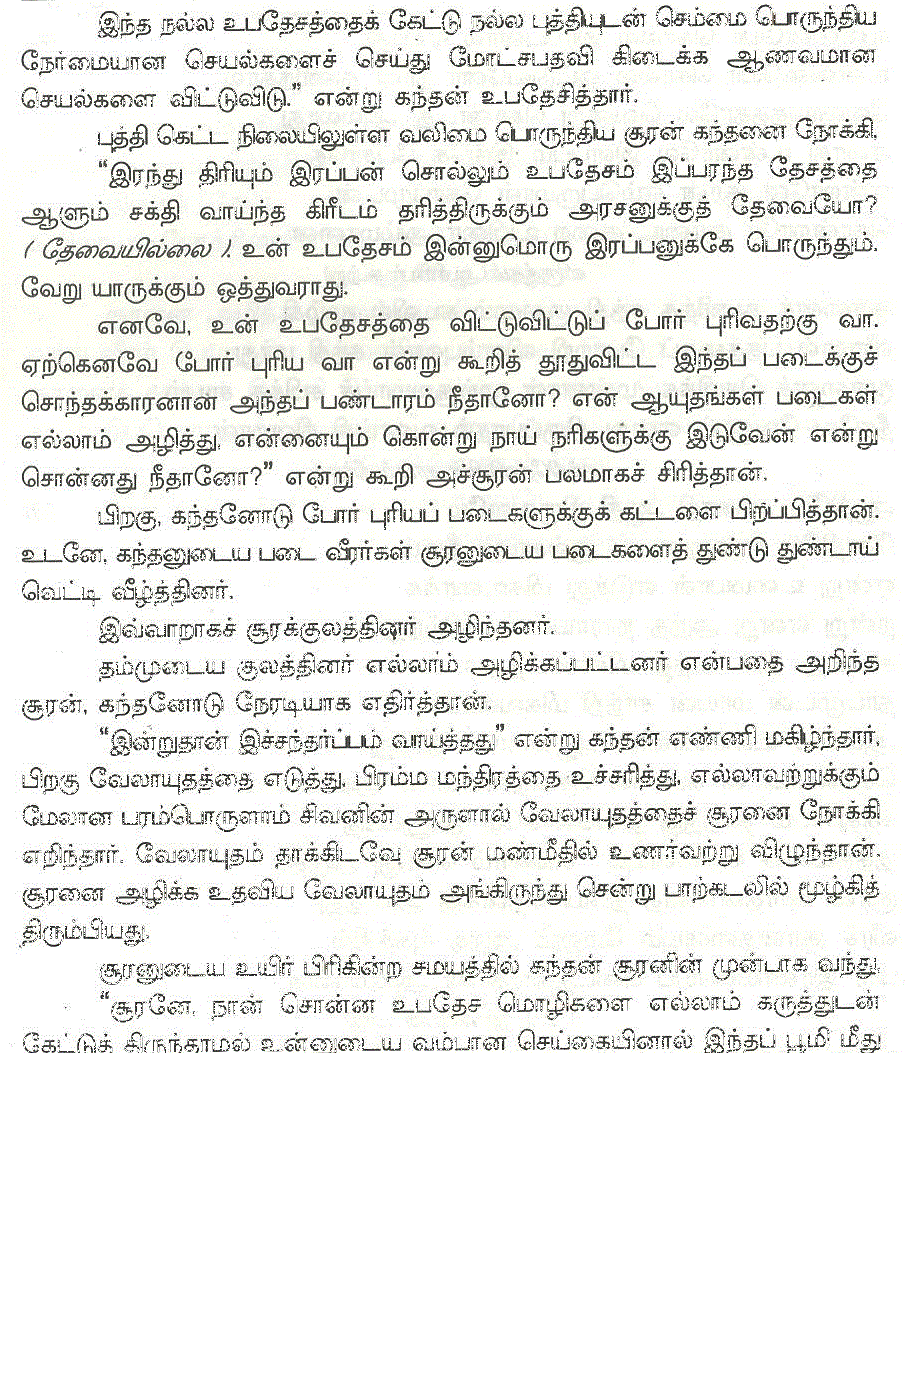 இந்த நல்ல உபதேசத்தைக் கேட்டு நல்ல புத்தியுடன் செம்மை பொருந்திய
நேர்மையான செயல்களைச் செய்து மோட்சபதவி கிடைக்க ஆணவமான
செயல்களை விட்டுவிடு.” என்று கந்தன் உபதேசித்தார்.
புத்தி கெட்ட நிலையிலுள்ள வலிமை பொருந்திய சூரன் கந்தனை நோக்கி,
“இரந்து திரியும் இரப்பன் சொல்லும் உபதேசம் இப்பரந்த தேசத்தை
ஆளும் சக்தி வாய்ந்த கிரீடம் தரித்திருக்கும் அரசனுக்குத் தேவையோ?
( தேவையில்லை ). உன் உபதேசம் இன்னுமொரு இரப்பனுக்கே பொருந்தும்.
வேறு யாருக்கும் ஒத்துவராது.
எனவே, உன் உபதேசத்தை விட்டுவிட்டுப் போர் புரிவதற்கு வா.
ஏற்கெனவே போர் புரிய வா என்று கூறித் தூதுவிட்ட இந்தப் படைக்குச்
சொந்தக்காரனான அந்தப் பண்டாரம் நீதானோ? என் ஆயுதங்கள் படைகள்
எல்லாம் அழித்து, என்னையும் கொன்று நாய் நரிகளுக்கு இடுவேன் என்று
சொன்னது நீதானோ?” என்று கூறி அச்சூரன் பலமாகச் சிரித்தான்.
பிறகு, கந்தனோடு போர் புரியப் படைகளுக்குக் கட்டளை பிறப்பித்தான்.
உடனே, கந்தனுடைய படை வீரர்கள் சூரனுடைய படைகளைத் துண்டு துண்டாய்
வெட்டி வீழ்த்தினர்.
இவ்வாறாகச் சூரக்குலத்தினர் அழிந்தனர்.
தம்முடைய குலத்தினர் எல்லாம் அழிக்கப்பட்டனர் என்பதை அறிந்த
சூரன், கந்தனோடு நேரடியாக எதிர்த்தான்.
“இன்றுதான் இச்சந்தர்ப்பம் வாய்த்தது” என்று கந்தன் எண்ணி மகிழ்ந்தார்.
பிறகு வேலாயுதத்தை எடுத்து, பிரம்ம மந்திரத்தை உச்சரித்து, எல்லாவற்றுக்கும்
மேலான பரம்பொருளாம் சிவனின் அருளால் வேலாயுதத்தைச் சூரனை நோக்கி
எறிந்தார். வேலாயுதம் தாக்கிடவே சூரன் மண்மீதில் உணர்வற்று விழுந்தான்.
சூரனை அழிக்க உதவிய வேலாயுதம் அங்கிருந்து சென்று பாற்கடலில் மூழ்கித்
திரும்பியது.
சூரனுடைய உயிர் பிரிகின்ற சமயத்தில் கந்தன் சூரனின் முன்பாக வந்து,
“சூரனே, நான் சொன்ன உபதேச மொழிகளை எல்லாம் கருத்துடன்
கேட்டுத் திருந்தாமல் உன்னுடைய வம்பான செய்கையினால் இந்தப் பூமி மீது